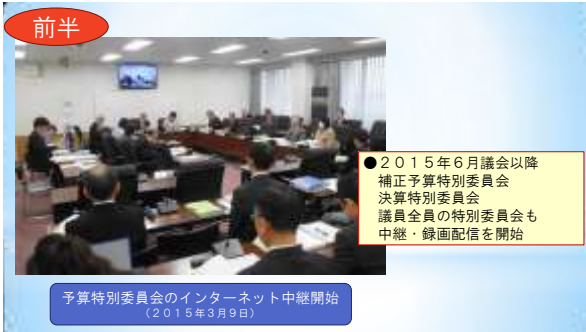 前半
●２０１５年６月議会以降
補正予算特別委員会
決算特別委員会
議員全員の特別委員会も
中継・録画配信を開始
予算特別委員会のインターネット中継開始
（２０１５年３月９日）